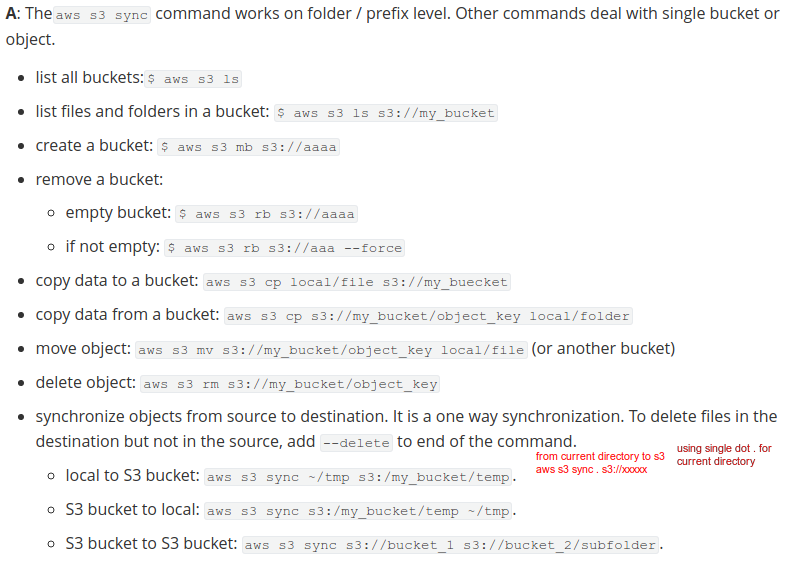 A: The aws s3 sync command works on folder / prefix level. Other commands deal with single bucket or
object.
list all buckets: $ aws s3 ls
list files and folders in a bucket: $ aws s3 ls s3://my_bucket
create a bucket: $ aws s3 mb s3://aaaa
remove a bucket:
empty bucket: $ aws s3 rb s3://aaaa
if not empty: $ aws s3 rb s3://aaa --force
copy data to a bucket: aws s3 cp local/file s3://my_buecket
copy data from a bucket: aws s3 cp s3://my_bucket/object_key local/folder
move object: aws s3 mv s3://my_bucket/object_key local/file (or another bucket)
delete object: aws s3 rm s3://my_bucket/object_key
synchronize objects from source to destination. It is a one way synchronization. To delete files in the
destination but not in the source, add --delete to end of the command.
from current directory to s3
aws s3 sync . s3://xxxxx
using single dot . for
current directory
local to S3 bucket: aws s3 sync ~/tmp s3:/my_bucket/temp.
S3 bucket to local: aws s3 sync s3:/my_bucket/temp ~/tmp.
S3 bucket to S3 bucket: aws s3 sync s3://bucket_1 s3://bucket_2/subfolder.